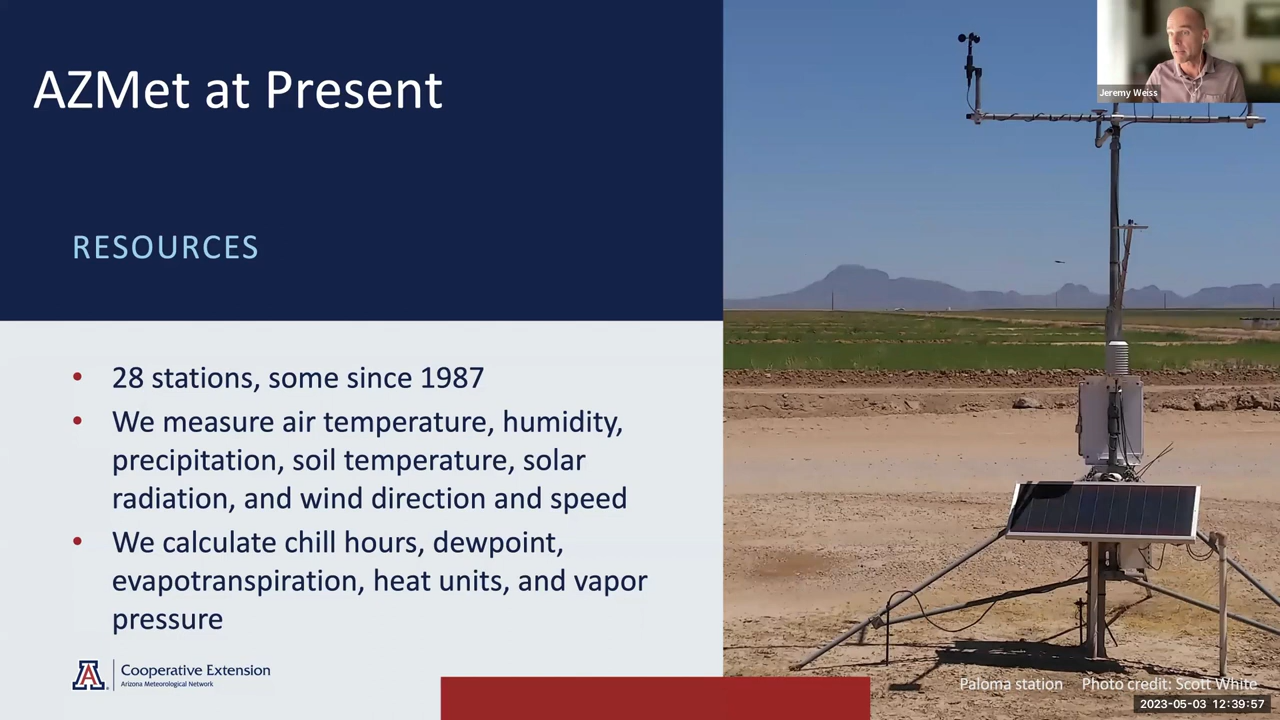 AZMet at Present
RESOURCES
• 28 stations, some since 1987
• We measure air temperature, humidity,
precipitation, soil temperature, solar
radiation, and wind direction and speed
• We calculate chill hours, dewpoint,
evapotranspiration, heat units, and vapor
pressure
A
Cooperative Extension
Arizona Meteorological Network
Jeremy Weiss
Paloma station Photo credit: Scott White
2023-05-03 12:39:57